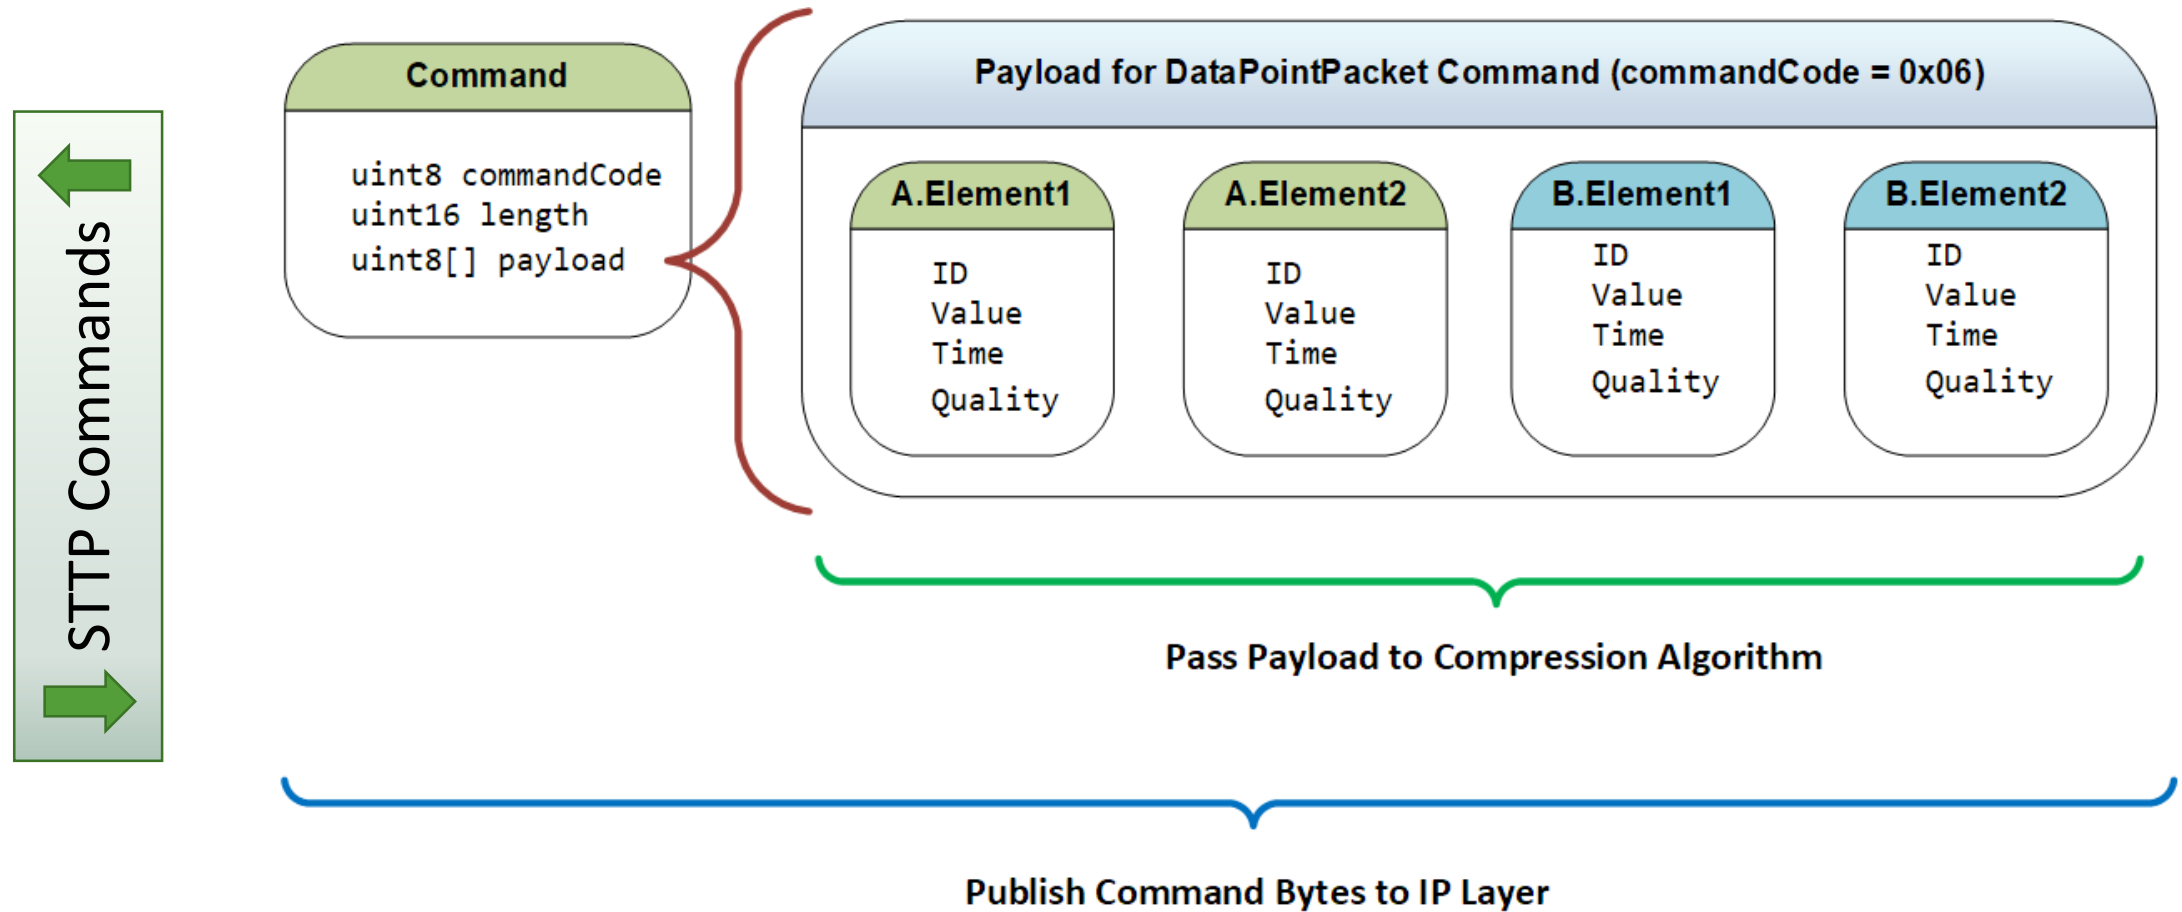 STTP Commands
Command
uint8 commandCode
uint16 length
uint8[] payload
Payload for DataPointPacket Command (commandCode = 0x06)
A.Element1
ID
Value
Time
Quality
A.Element2
ID
Value
Time
Quality
B.Element1
ID
Value
Time
Quality
B.Element2
ID
Value
Time
Quality
Pass Payload to Compression Algorithm
Publish Command Bytes to IP Layer